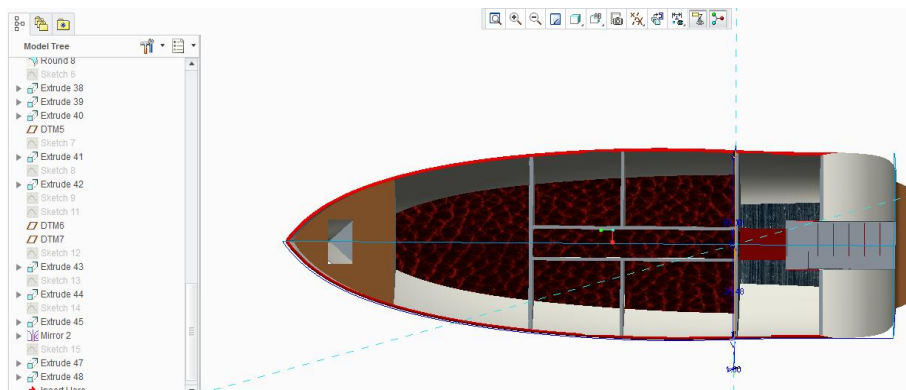 Model Tree
Round 8
Sketch 6
Extrude 38
Extrude 39
Extrude 40
DTM5
Sketch 7
Extrude 41
Sketch 8
Extrude 42
Sketch 9
Sketch 11
DTM6
DTM7
Sketch 12
Extrude 43
Sketch 13
Extrude 44
Sketch 14
Extrude 45
Mirror 2
Sketch 15
Extrude 47
Extrude 48
Insert Here